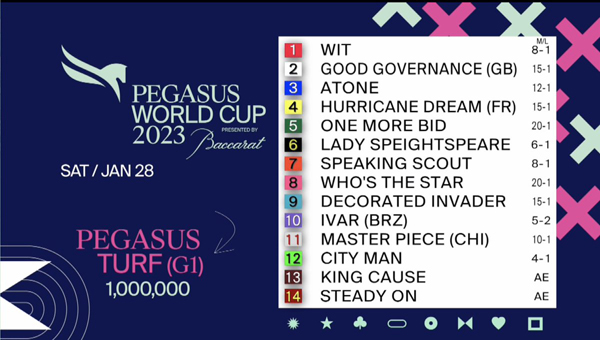 PEGASUS
WORLD CUP
2023 PRESENTED BY
Baccarat
SAT / JAN 28
PEGASUS
TURF (G1)
1,000,000
M/L
1 WIT 8-1
2 GOOD GOVERNANCE (GB) 15-1
3 ATONE 12-1
4 HURRICANE DREAM (FR) 15-1
5 ONE MORE BID 20-1
6 LADY SPEIGHTSPEARE 6-1
7 SPEAKING SCOUT 8-1
8 WHO'S THE STAR 20-1
9 DECORATED INVADER 15-1
10 IVAR (BRZ) 5-2
11 MASTER PIECE (CHI) 10-1
12 CITY MAN 4-1
13 KING CAUSE AE
14 STEADY ON AE